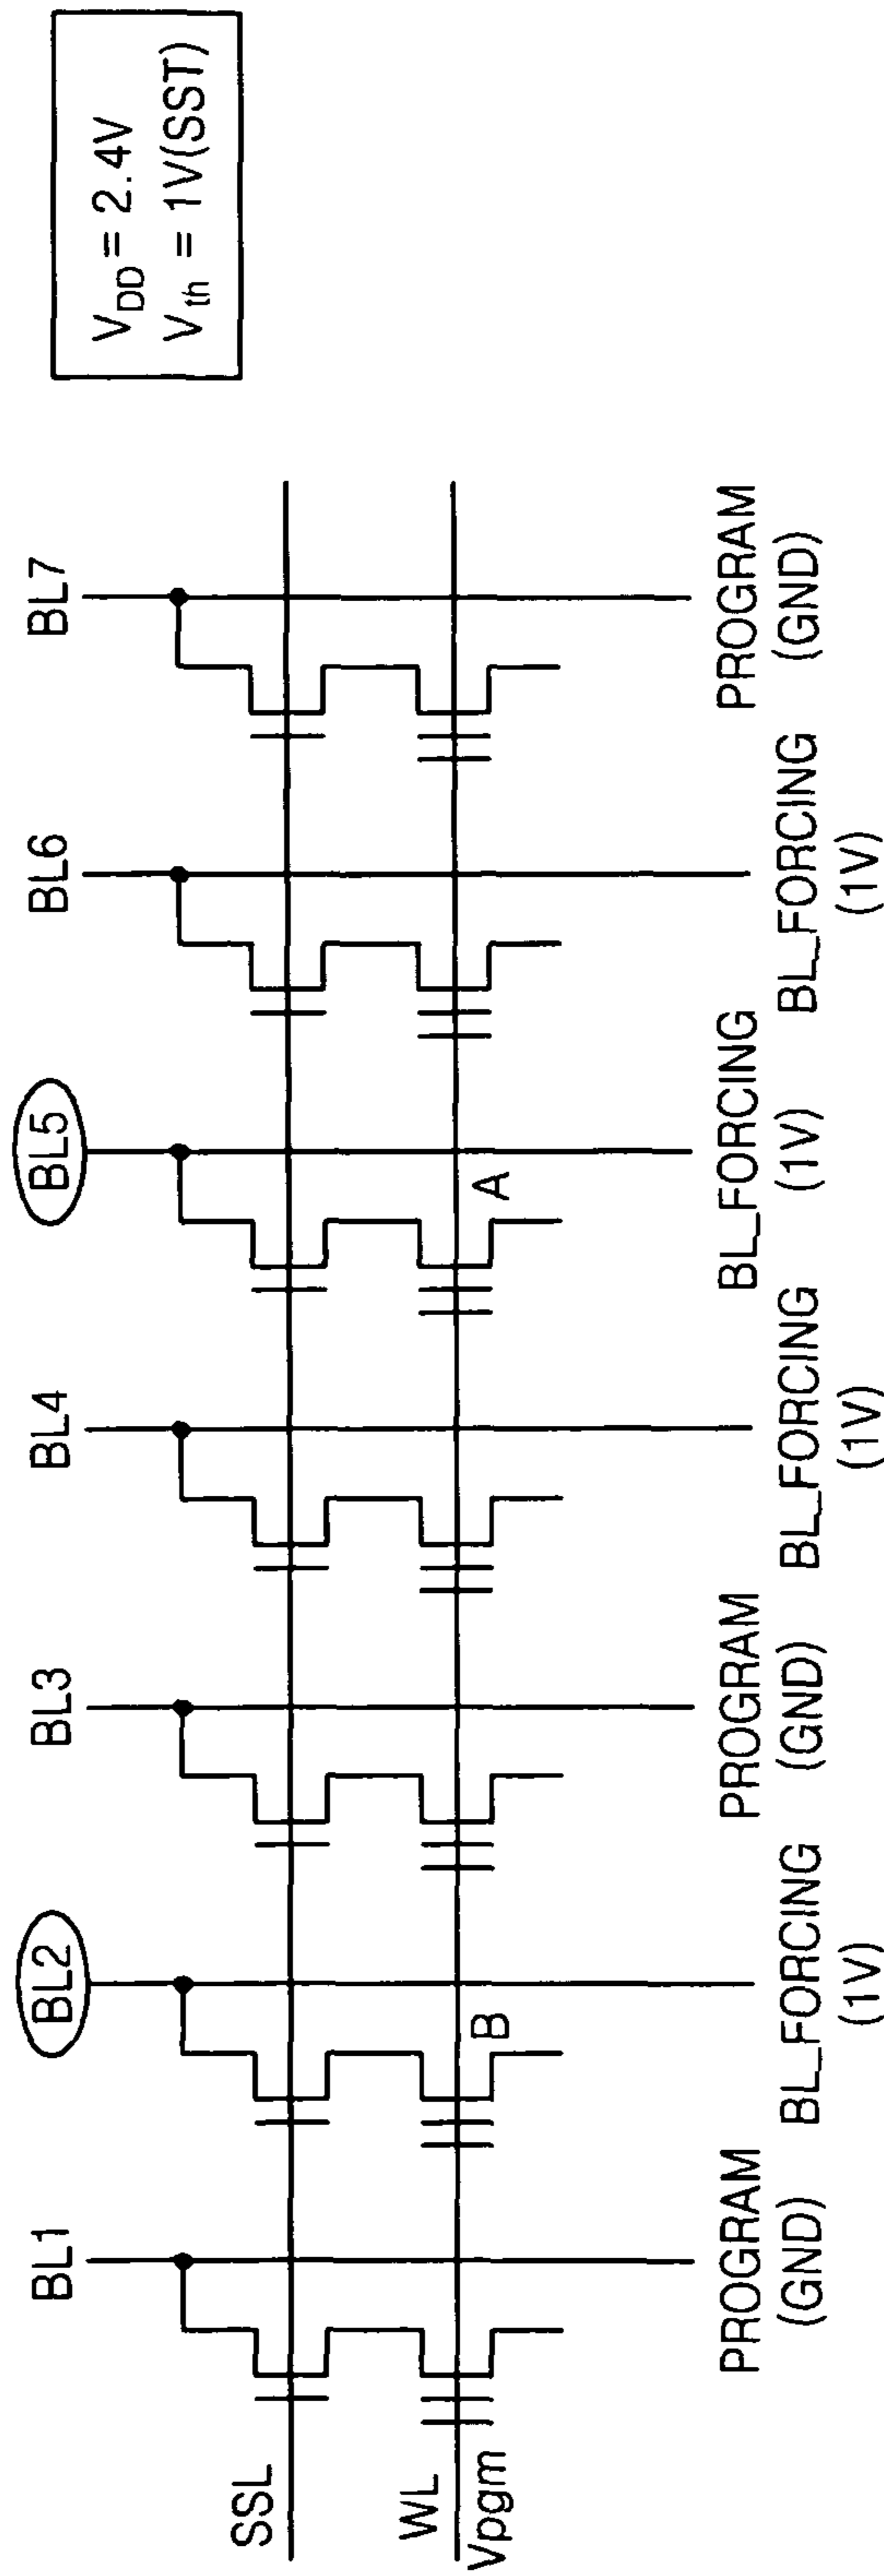 V_DD = 2.4V
V_th = 1V(SST)
BL1
BL2
BL3
BL4
BL5
BL6
BL7
SSL
WL
Vpgm
B
A
PROGRAM
(GND)
BL_FORCING
(1V)
PROGRAM
(GND)
BL_FORCING
(1V)
BL_FORCING
(1V)
BL_FORCING
(1V)
PROGRAM
(GND)